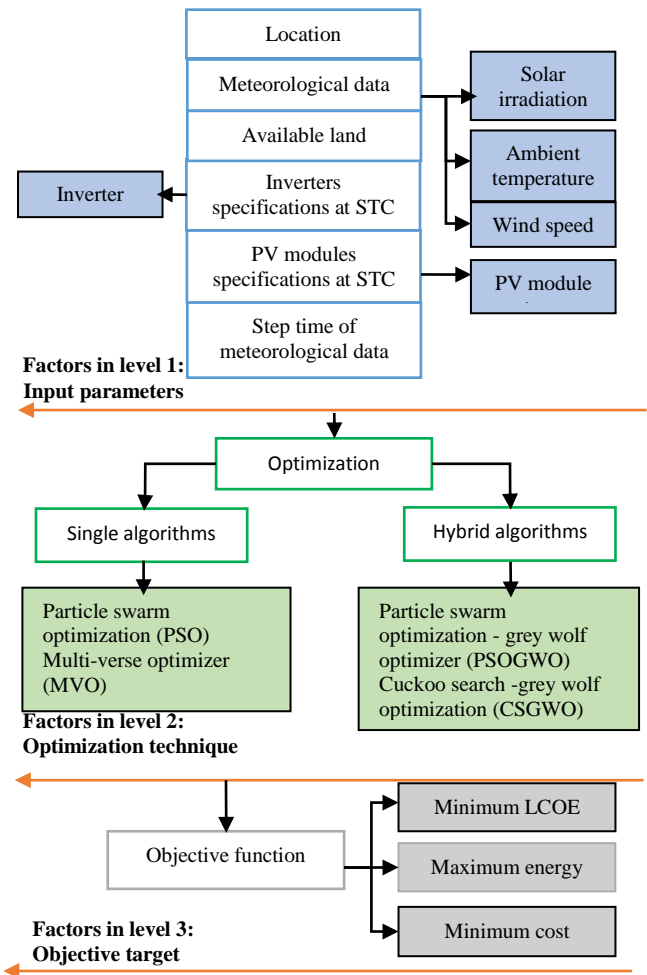 Location
Meteorological data
Solar
irradiation
Available land
Ambient
temperature
Inverter
Inverters
specifications at STC
Wind speed
PV modules
specifications at STC
PV module
Step time of
meteorological data
Factors in level 1:
Input parameters
Optimization
Single algorithms
Hybrid algorithms
Particle swarm
optimization (PSO)
Multi-verse optimizer
(MVO)
Particle swarm
optimization - grey wolf
optimizer (PSOGWO)
Cuckoo search -grey wolf
optimization (CSGWO)
Factors in level 2:
Optimization technique
Objective function
Minimum LCOE
Maximum energy
Minimum cost
Factors in level 3:
Objective target